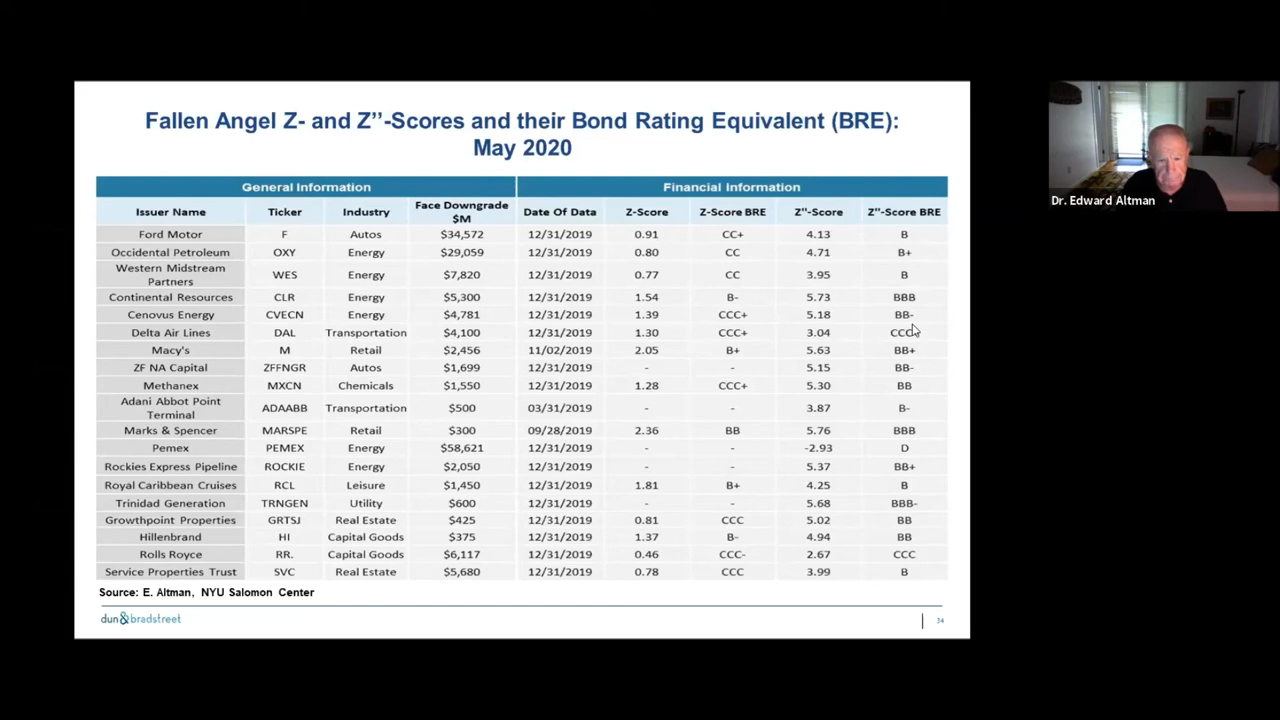 Fallen Angel Z- and Z’’-Scores and their Bond Rating Equivalent (BRE):
May 2020
General Information Financial Information
Issuer Name Ticker Industry Face Downgrade $M Date Of Data Z-Score Z-Score BRE Z"-Score Z"-Score BRE
Ford Motor F Autos $34,572 12/31/2019 0.91 CC+ 4.13 B
Occidental Petroleum OXY Energy $29,059 12/31/2019 0.80 CC 4.71 B+
Western Midstream Partners WES Energy $7,820 12/31/2019 0.77 CC 3.95 B
Continental Resources CLR Energy $5,300 12/31/2019 1.54 B- 5.73 BBB
Cenovus Energy CVECN Energy $4,781 12/31/2019 1.39 CCC+ 5.18 BB-
Delta Air Lines DAL Transportation $4,100 12/31/2019 1.30 CCC+ 3.04
Macy's M Retail $2,456 11/02/2019 2.05 B+ 5.63 BB+
ZF NA Capital ZFFNGR Autos $1,699 12/31/2019 - - 5.15 BB-
Methanex MXCN Chemicals $1,550 12/31/2019 1.28 CCC+ 5.30 BB
Adani Abbot Point Terminal ADAABB Transportation $500 03/31/2019 - - 3.87 B-
Marks & Spencer MARSPE Retail $300 09/28/2019 2.36 BB 5.76 BBB
Pemex PEMEX Energy $58,621 12/31/2019 - - -2.93 D
Rockies Express Pipeline ROCKIE Energy $2,050 12/31/2019 - - 5.37 BB+
Royal Caribbean Cruises RCL Leisure $1,450 12/31/2019 1.81 B+ 4.25 B
Trinidad Generation TRNGEN Utility $600 12/31/2019 - - 5.68 BBB-
Growthpoint Properties GRTSJ Real Estate $425 12/31/2019 0.81 CCC 5.02 BB
Hillenbrand HI Capital Goods $375 12/31/2019 1.37 B- 4.94 BB
Rolls Royce RR. Capital Goods $6,117 12/31/2019 0.46 CCC- 2.67 CCC
Service Properties Trust SVC Real Estate $5,680 12/31/2019 0.78 CCC 3.99 B
Source: E. Altman, NYU Salomon Center
dun&bradstreet
34
Dr. Edward Altman